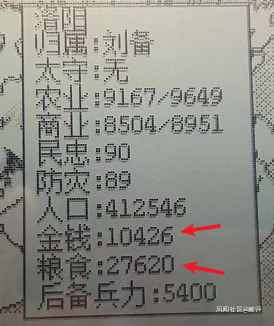 洛阳
归属:刘备
太守:无
农业:9167/9649
商业:8504/8951
民忠:90
防灾:89
人口:412546
金钱:10426
粮食:27620
后备兵力:5400